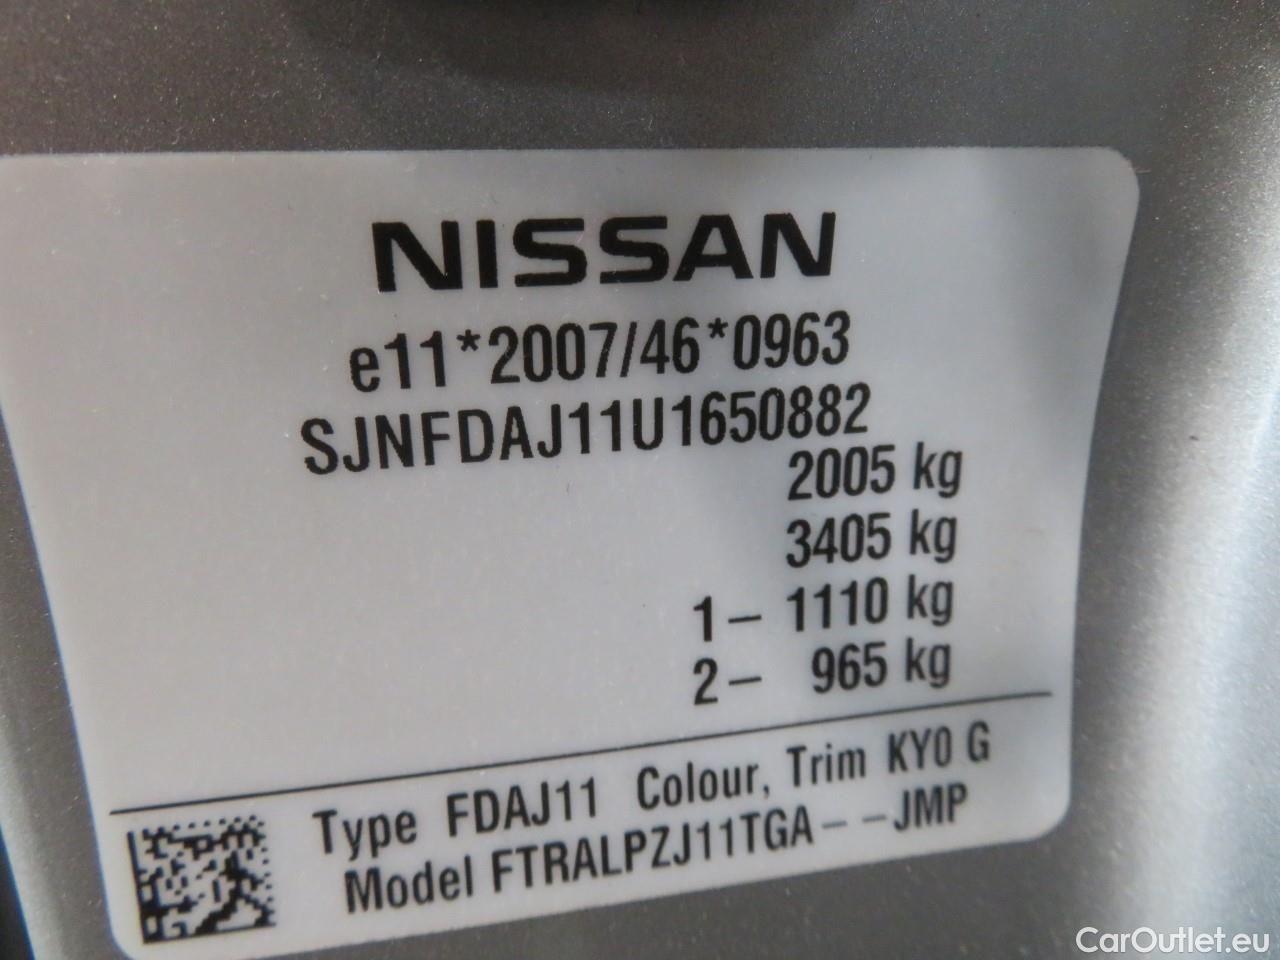 NISSAN
e11*2007/46*0963
SJNFDAJ11U1650882
2005 kg
3405 kg
1– 1110 kg
2– 965 kg
Type FDAJ11 Colour, Trim KY0 G
Model FTRALPZJ11TGA––JMP
CarOutlet.eu